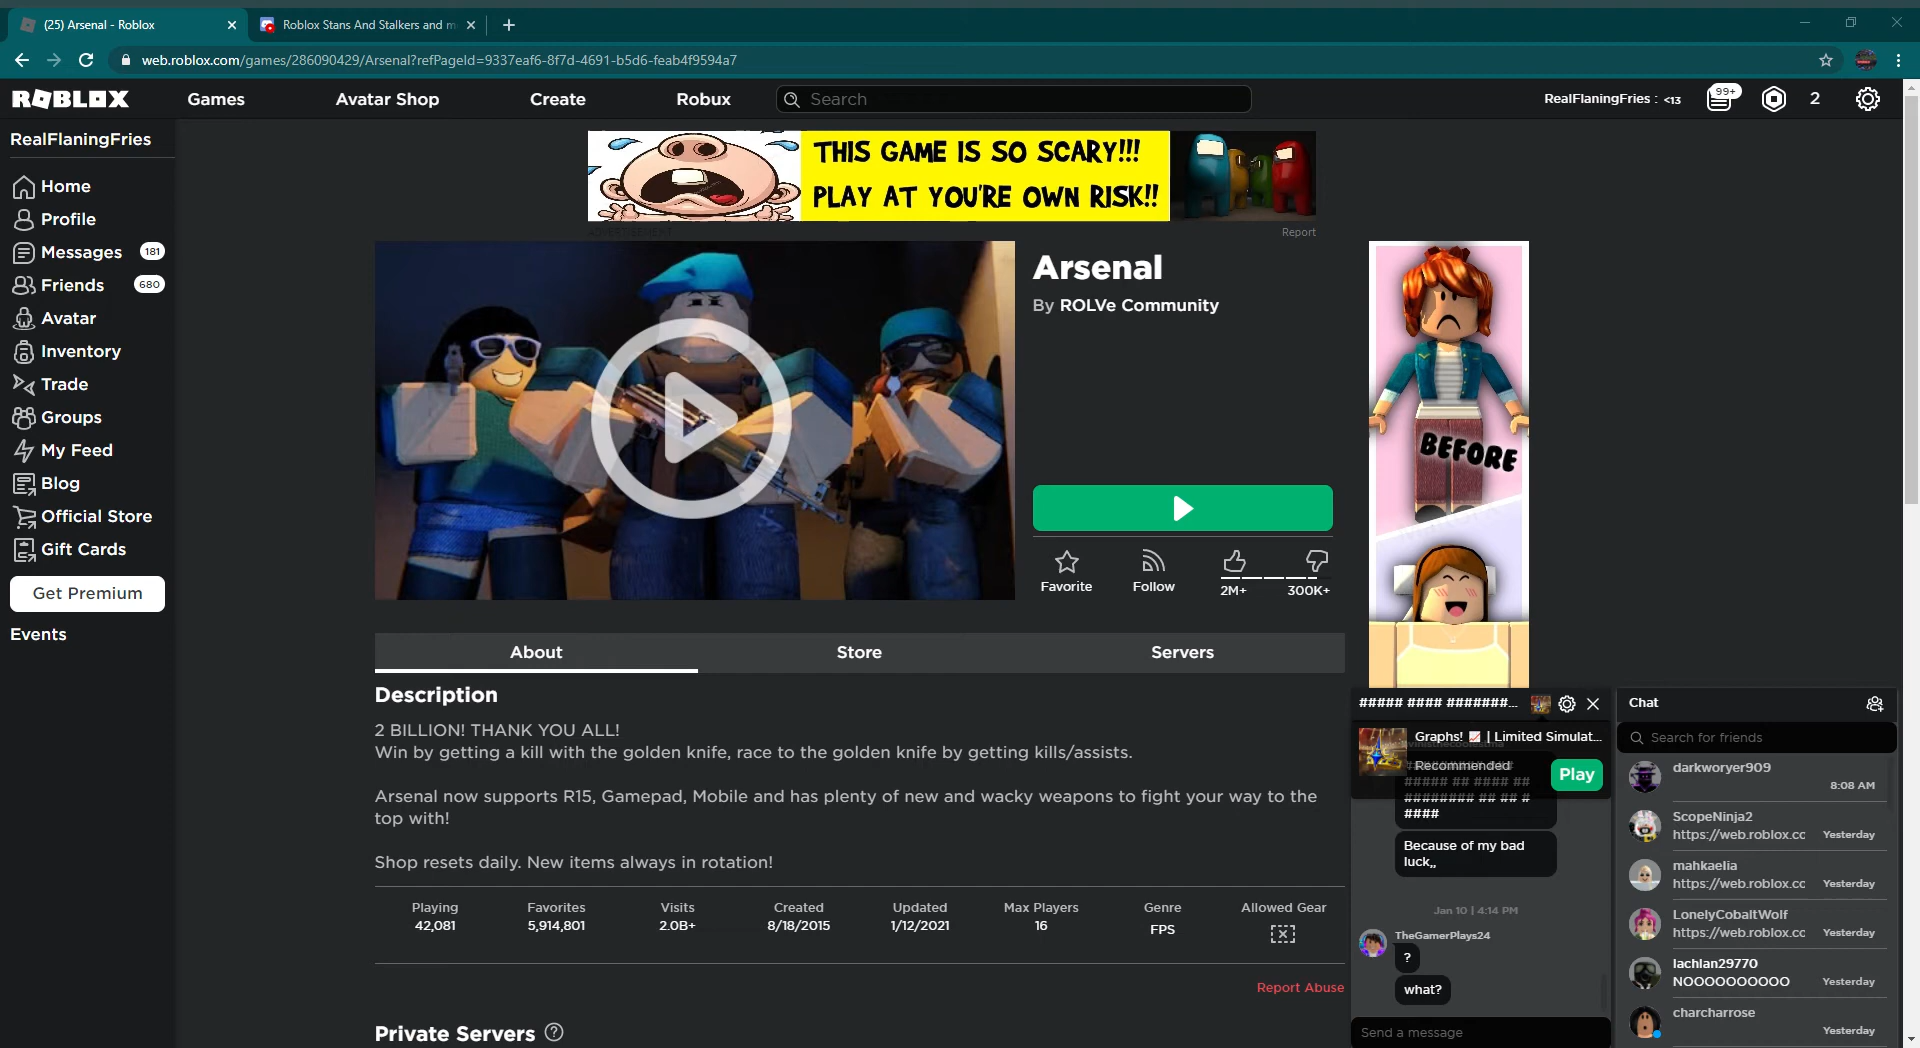 (25) Arsenal - Roblox
Roblox Stans And Stalkers and m
web.roblox.com/games/286090429/Arsenal?refPageId=9337eaf6-8f7d-4691-b5d6-feab4f9594a7
ROBLOX
Games
Avatar Shop
Create
Robux
Search
RealFlaningFries : <13
99+
2
RealFlaningFries
Home
Profile
Messages 181
Friends 680
Avatar
Inventory
Trade
Groups
My Feed
Blog
Official Store
Gift Cards
Get Premium
Events
THIS GAME IS SO SCARY!!!
PLAY AT YOU'RE OWN RISK!!
ADVERTISEMENT
Report
Arsenal
By ROLVe Community
Favorite
Follow
2M+
300K+
BEFORE
About
Store
Servers
Description
2 BILLION! THANK YOU ALL!
Win by getting a kill with the golden knife, race to the golden knife by getting kills/assists.
Arsenal now supports R15, Gamepad, Mobile and has plenty of new and wacky weapons to fight your way to the
top with!
Shop resets daily. New items always in rotation!
Playing
42,081
Favorites
5,914,801
Visits
2.0B+
Created
8/18/2015
Updated
1/12/2021
Max Players
16
Genre
FPS
Allowed Gear
Report Abuse
Private Servers
##### #### #######...
Graphs! 📈 | Limited Simulat...
Recommended
Play
##### ## #### ##
######## ## ## #
####
Because of my bad
luck,,
Jan 10 | 4:14 PM
TheGamerPlays24
?
what?
Send a message
Chat
Search for friends
darkworyer909
8:08 AM
ScopeNinja2
https://web.roblox.cc Yesterday
mahkaelia
https://web.roblox.cc Yesterday
LonelyCobaltWolf
https://web.roblox.cc Yesterday
lachlan29770
NOOOOOOOOOO Yesterday
charcharrose
Yesterday